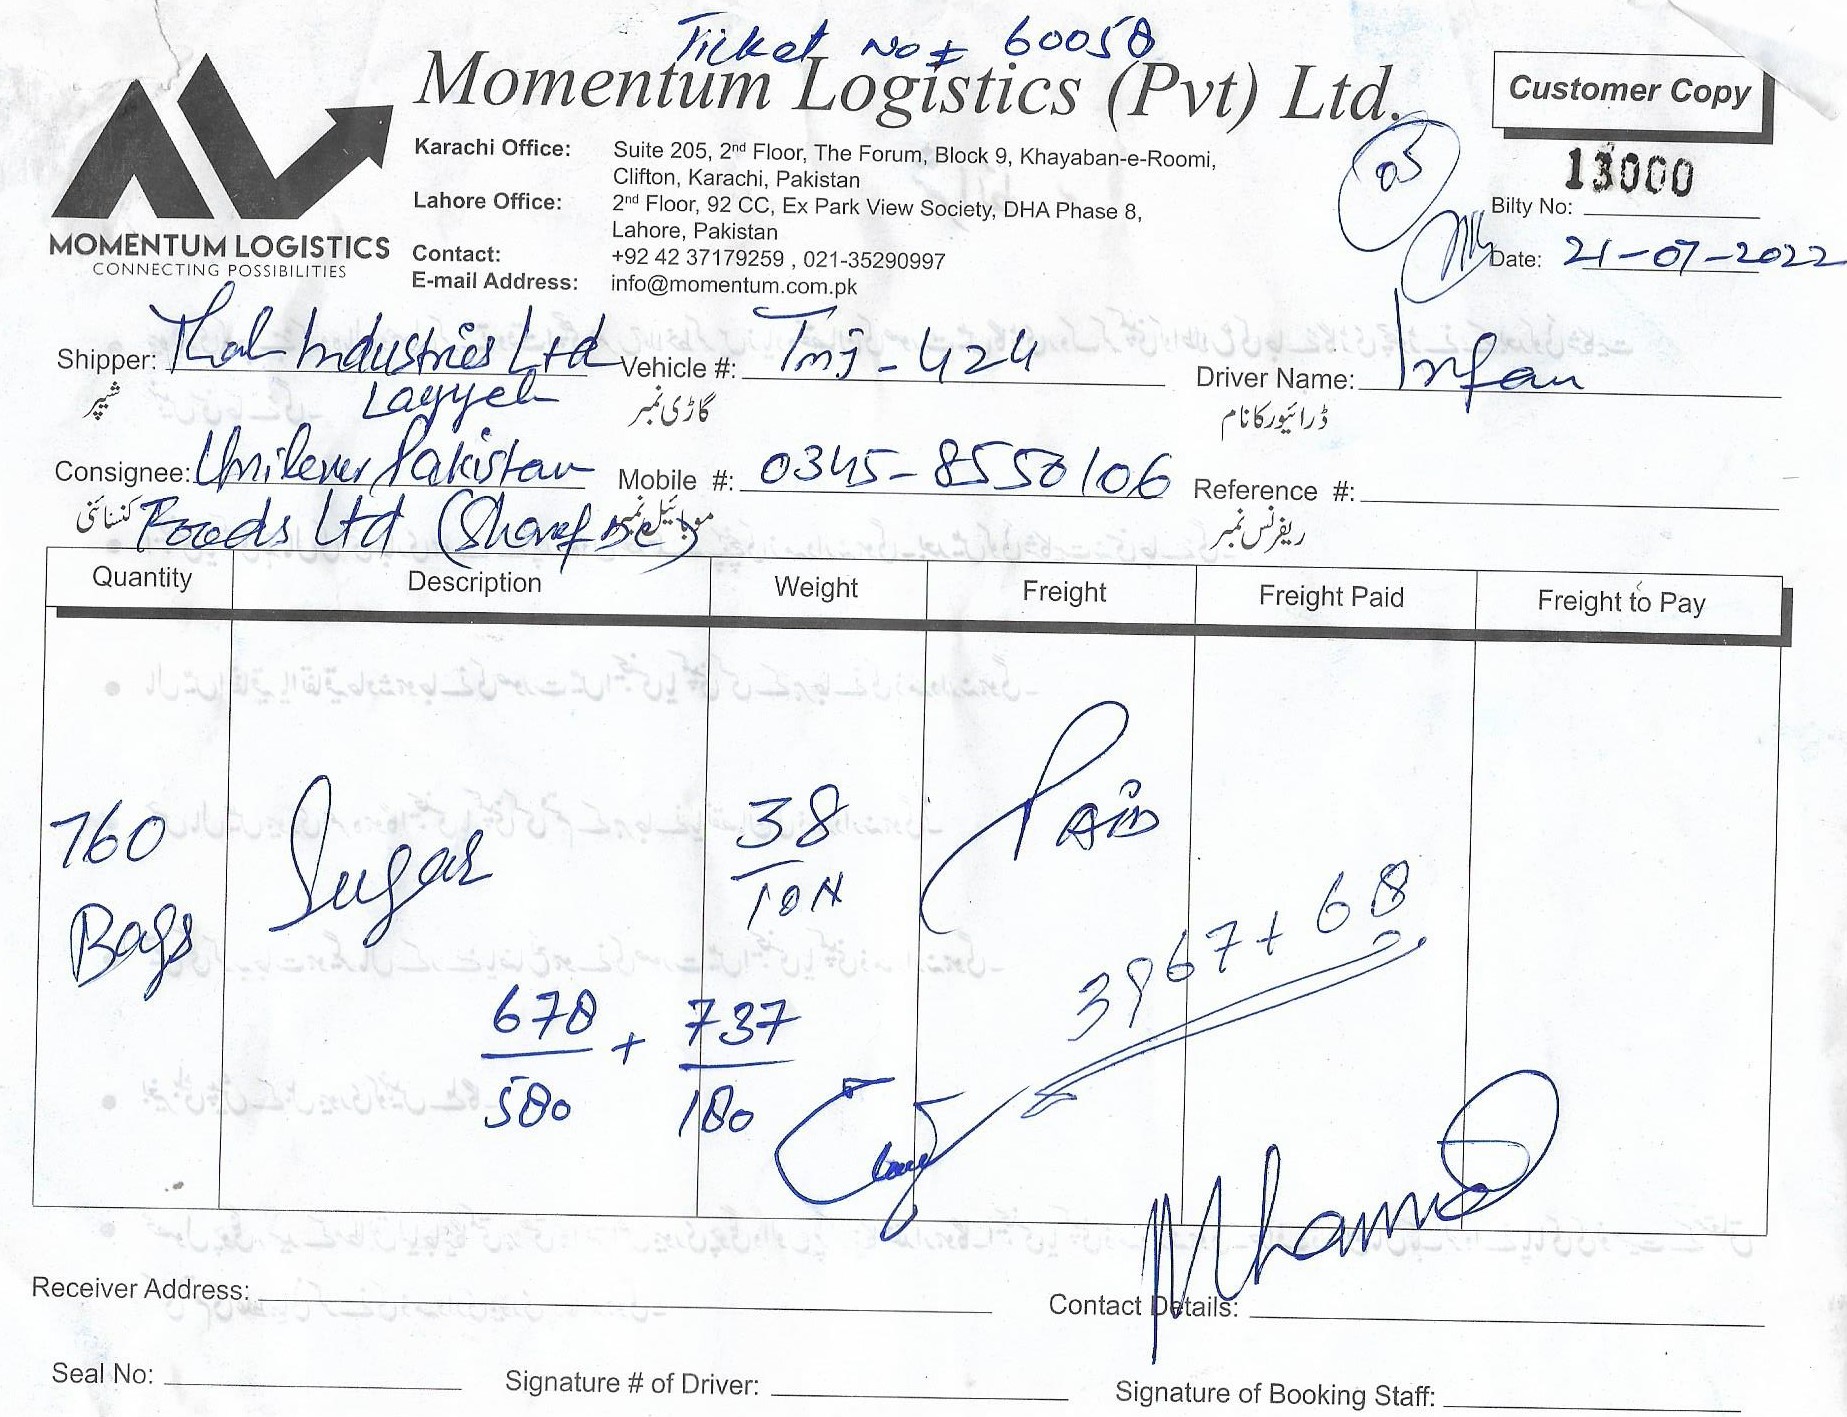 Ticket No # 60058
Momentum Logistics (Pvt) Ltd.
Customer Copy
MOMENTUM LOGISTICS
CONNECTING POSSIBILITIES
Karachi Office: Suite 205, 2nd Floor, The Forum, Block 9, Khayaban-e-Roomi,
Clifton, Karachi, Pakistan
Lahore Office: 2nd Floor, 92 CC, Ex Park View Society, DHA Phase 8,
Lahore, Pakistan
Contact: +92 42 37179259 , 021-35290997
E-mail Address: info@momentum.com.pk
05
13000
Bilty No:
Date: 21-07-2022
Shipper: Thal Industries Ltd Vehicle #: TMJ-424 Driver Name: Irfan
Layyah
شیپر گاڑی نمبر ڈرائیور کا نام
Consignee: Unilever Pakistan Mobile #: 0345-8550106 Reference #:
Foods Ltd
کنسائنی موبائیل نمبر ریفرنس نمبر
Quantity Description Weight Freight Freight Paid Freight to Pay
760 Sugar 38 Paid
Bags TON
3967+68
678 + 737
580 180
Receiver Address: Contact Details:
Seal No: Signature # of Driver: Signature of Booking Staff: